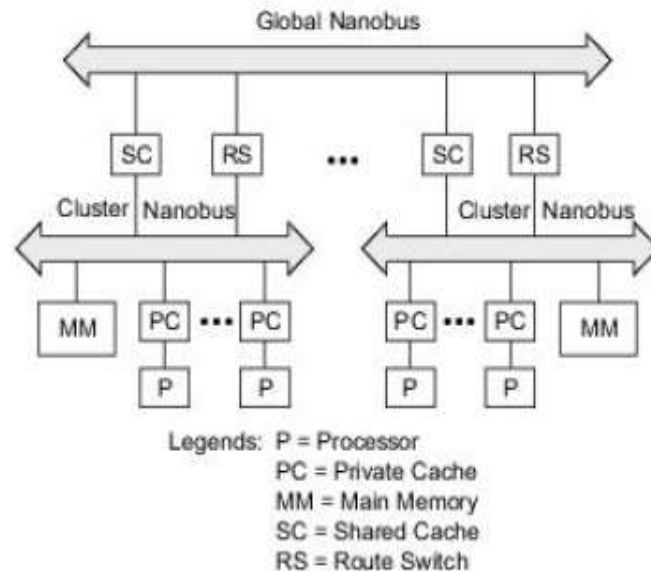 Global Nanobus
SC RS ••• SC RS
Cluster Nanobus Cluster Nanobus
MM PC ••• PC PC ••• PC MM
P P P P
Legends: P = Processor
PC = Private Cache
MM = Main Memory
SC = Shared Cache
RS = Route Switch